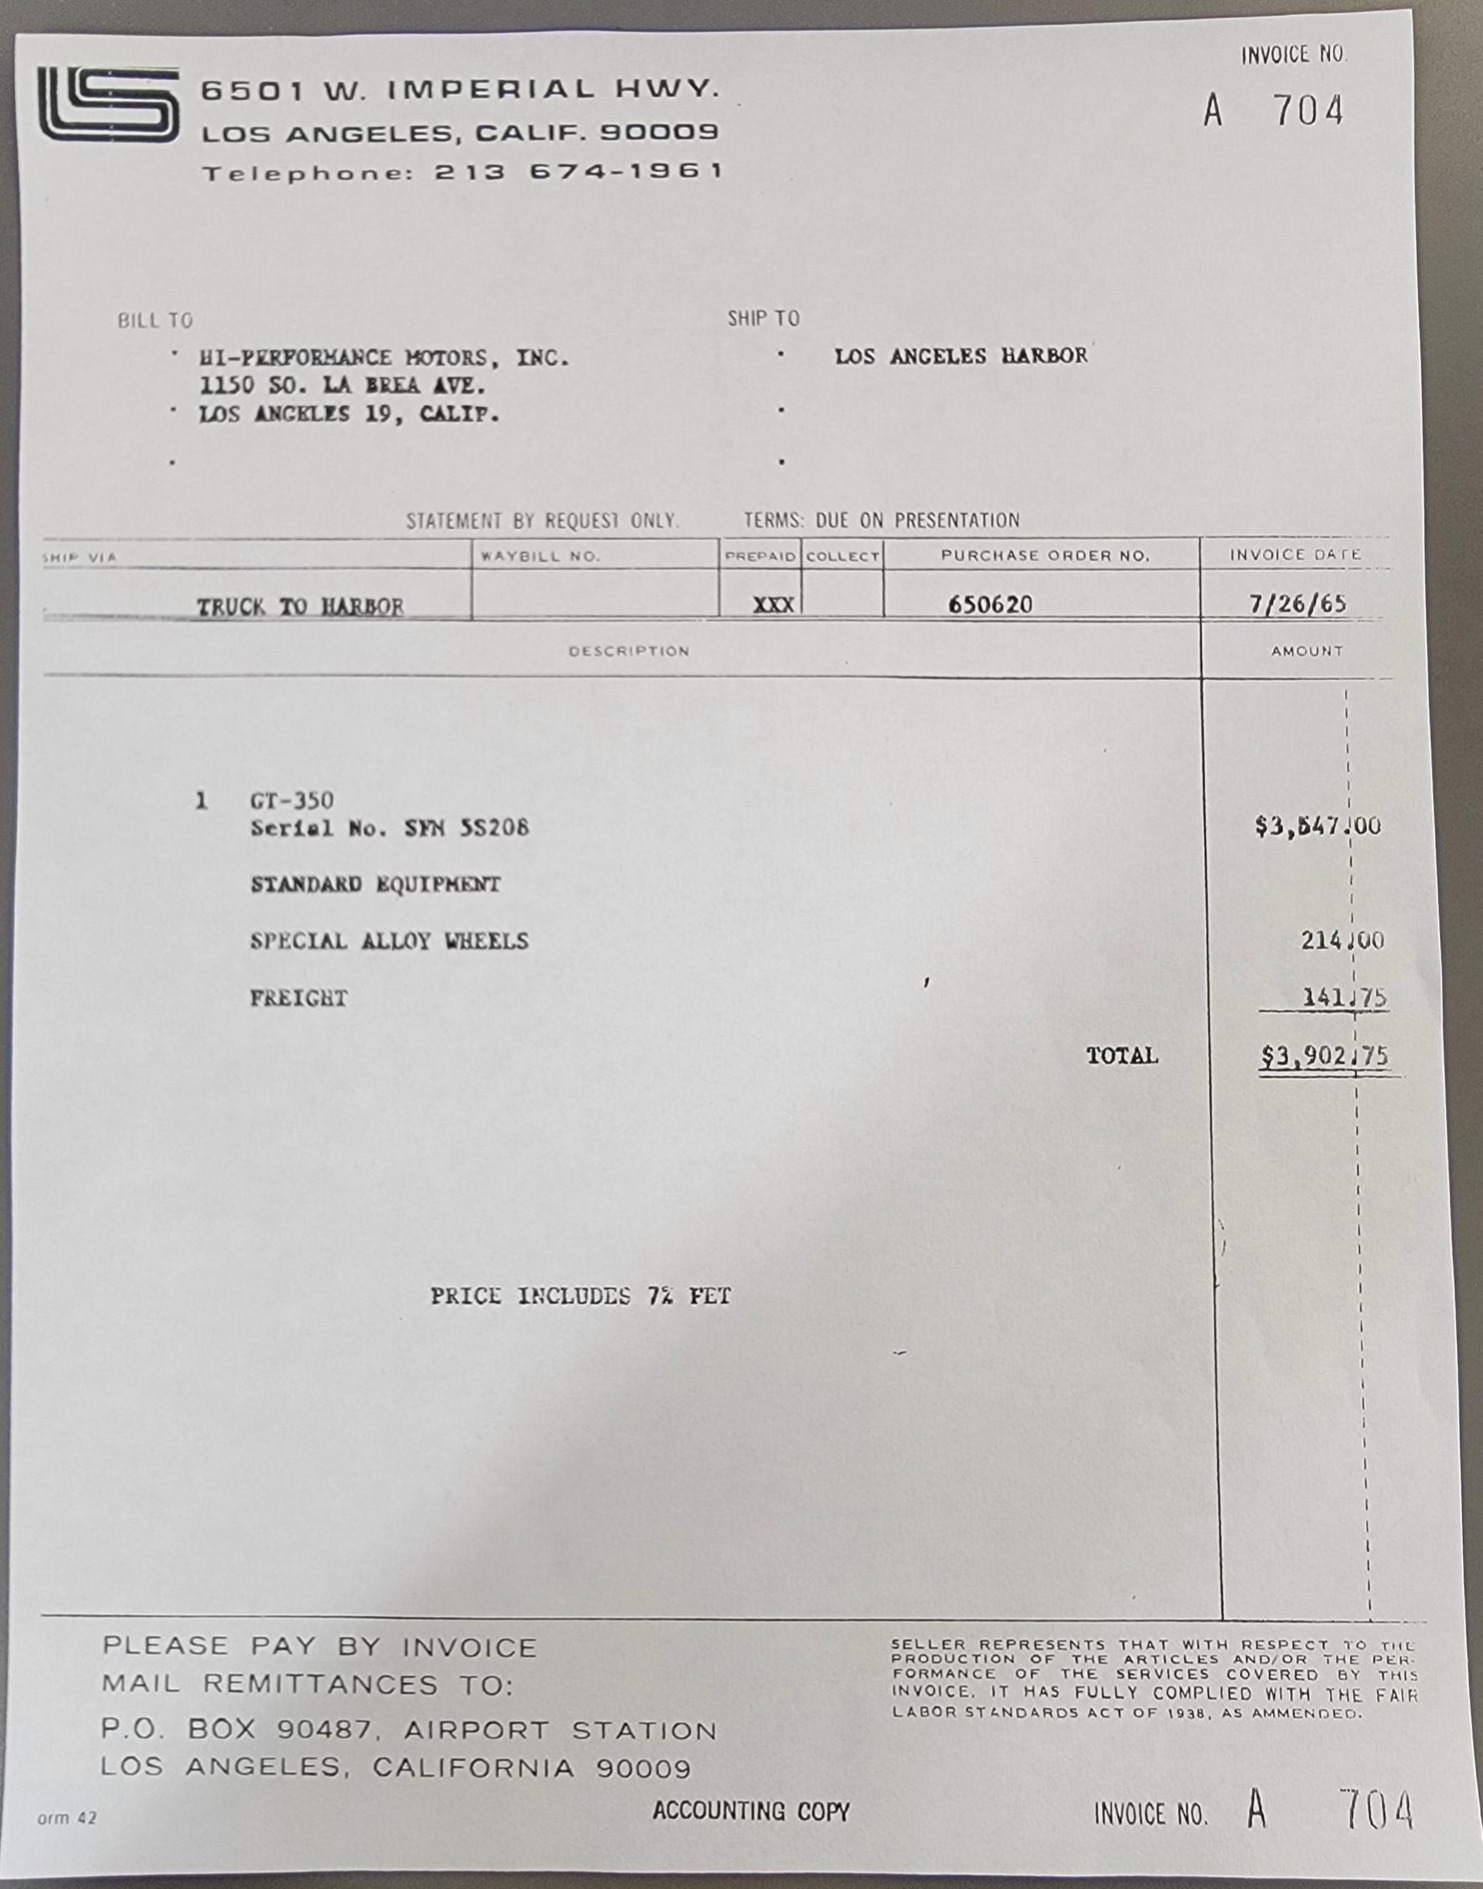 INVOICE NO.
A 704
6501 W. IMPERIAL HWY.
LOS ANGELES, CALIF. 90009
Telephone: 213 674-1961
BILL TO
SHIP TO
HI-PERFORMANCE MOTORS, INC.
LOS ANGELES HARBOR
1150 SO. LA BREA AVE.
LOS ANGELES 19, CALIF.
STATEMENT BY REQUEST ONLY. TERMS: DUE ON PRESENTATION
SHIP VIA WAYBILL NO. PREPAID COLLECT PURCHASE ORDER NO. INVOICE DATE
TRUCK TO HARBOR XXX 650620 7/26/65
DESCRIPTION AMOUNT
1 GT-350
Serial No. SFM 5S208 $3,547.00
STANDARD EQUIPMENT
SPECIAL ALLOY WHEELS 214.00
FREIGHT 141.75
TOTAL $3,902.75
PRICE INCLUDES 7% FET
PLEASE PAY BY INVOICE
MAIL REMITTANCES TO:
P.O. BOX 90487, AIRPORT STATION
LOS ANGELES, CALIFORNIA 90009
SELLER REPRESENTS THAT WITH RESPECT TO THE
PRODUCTION OF THE ARTICLES AND/OR THE PER-
FORMANCE OF THE SERVICES COVERED BY THIS
INVOICE, IT HAS FULLY COMPLIED WITH THE FAIR
LABOR STANDARDS ACT OF 1938, AS AMMENDED.
orm 42
ACCOUNTING COPY
INVOICE NO. A 704